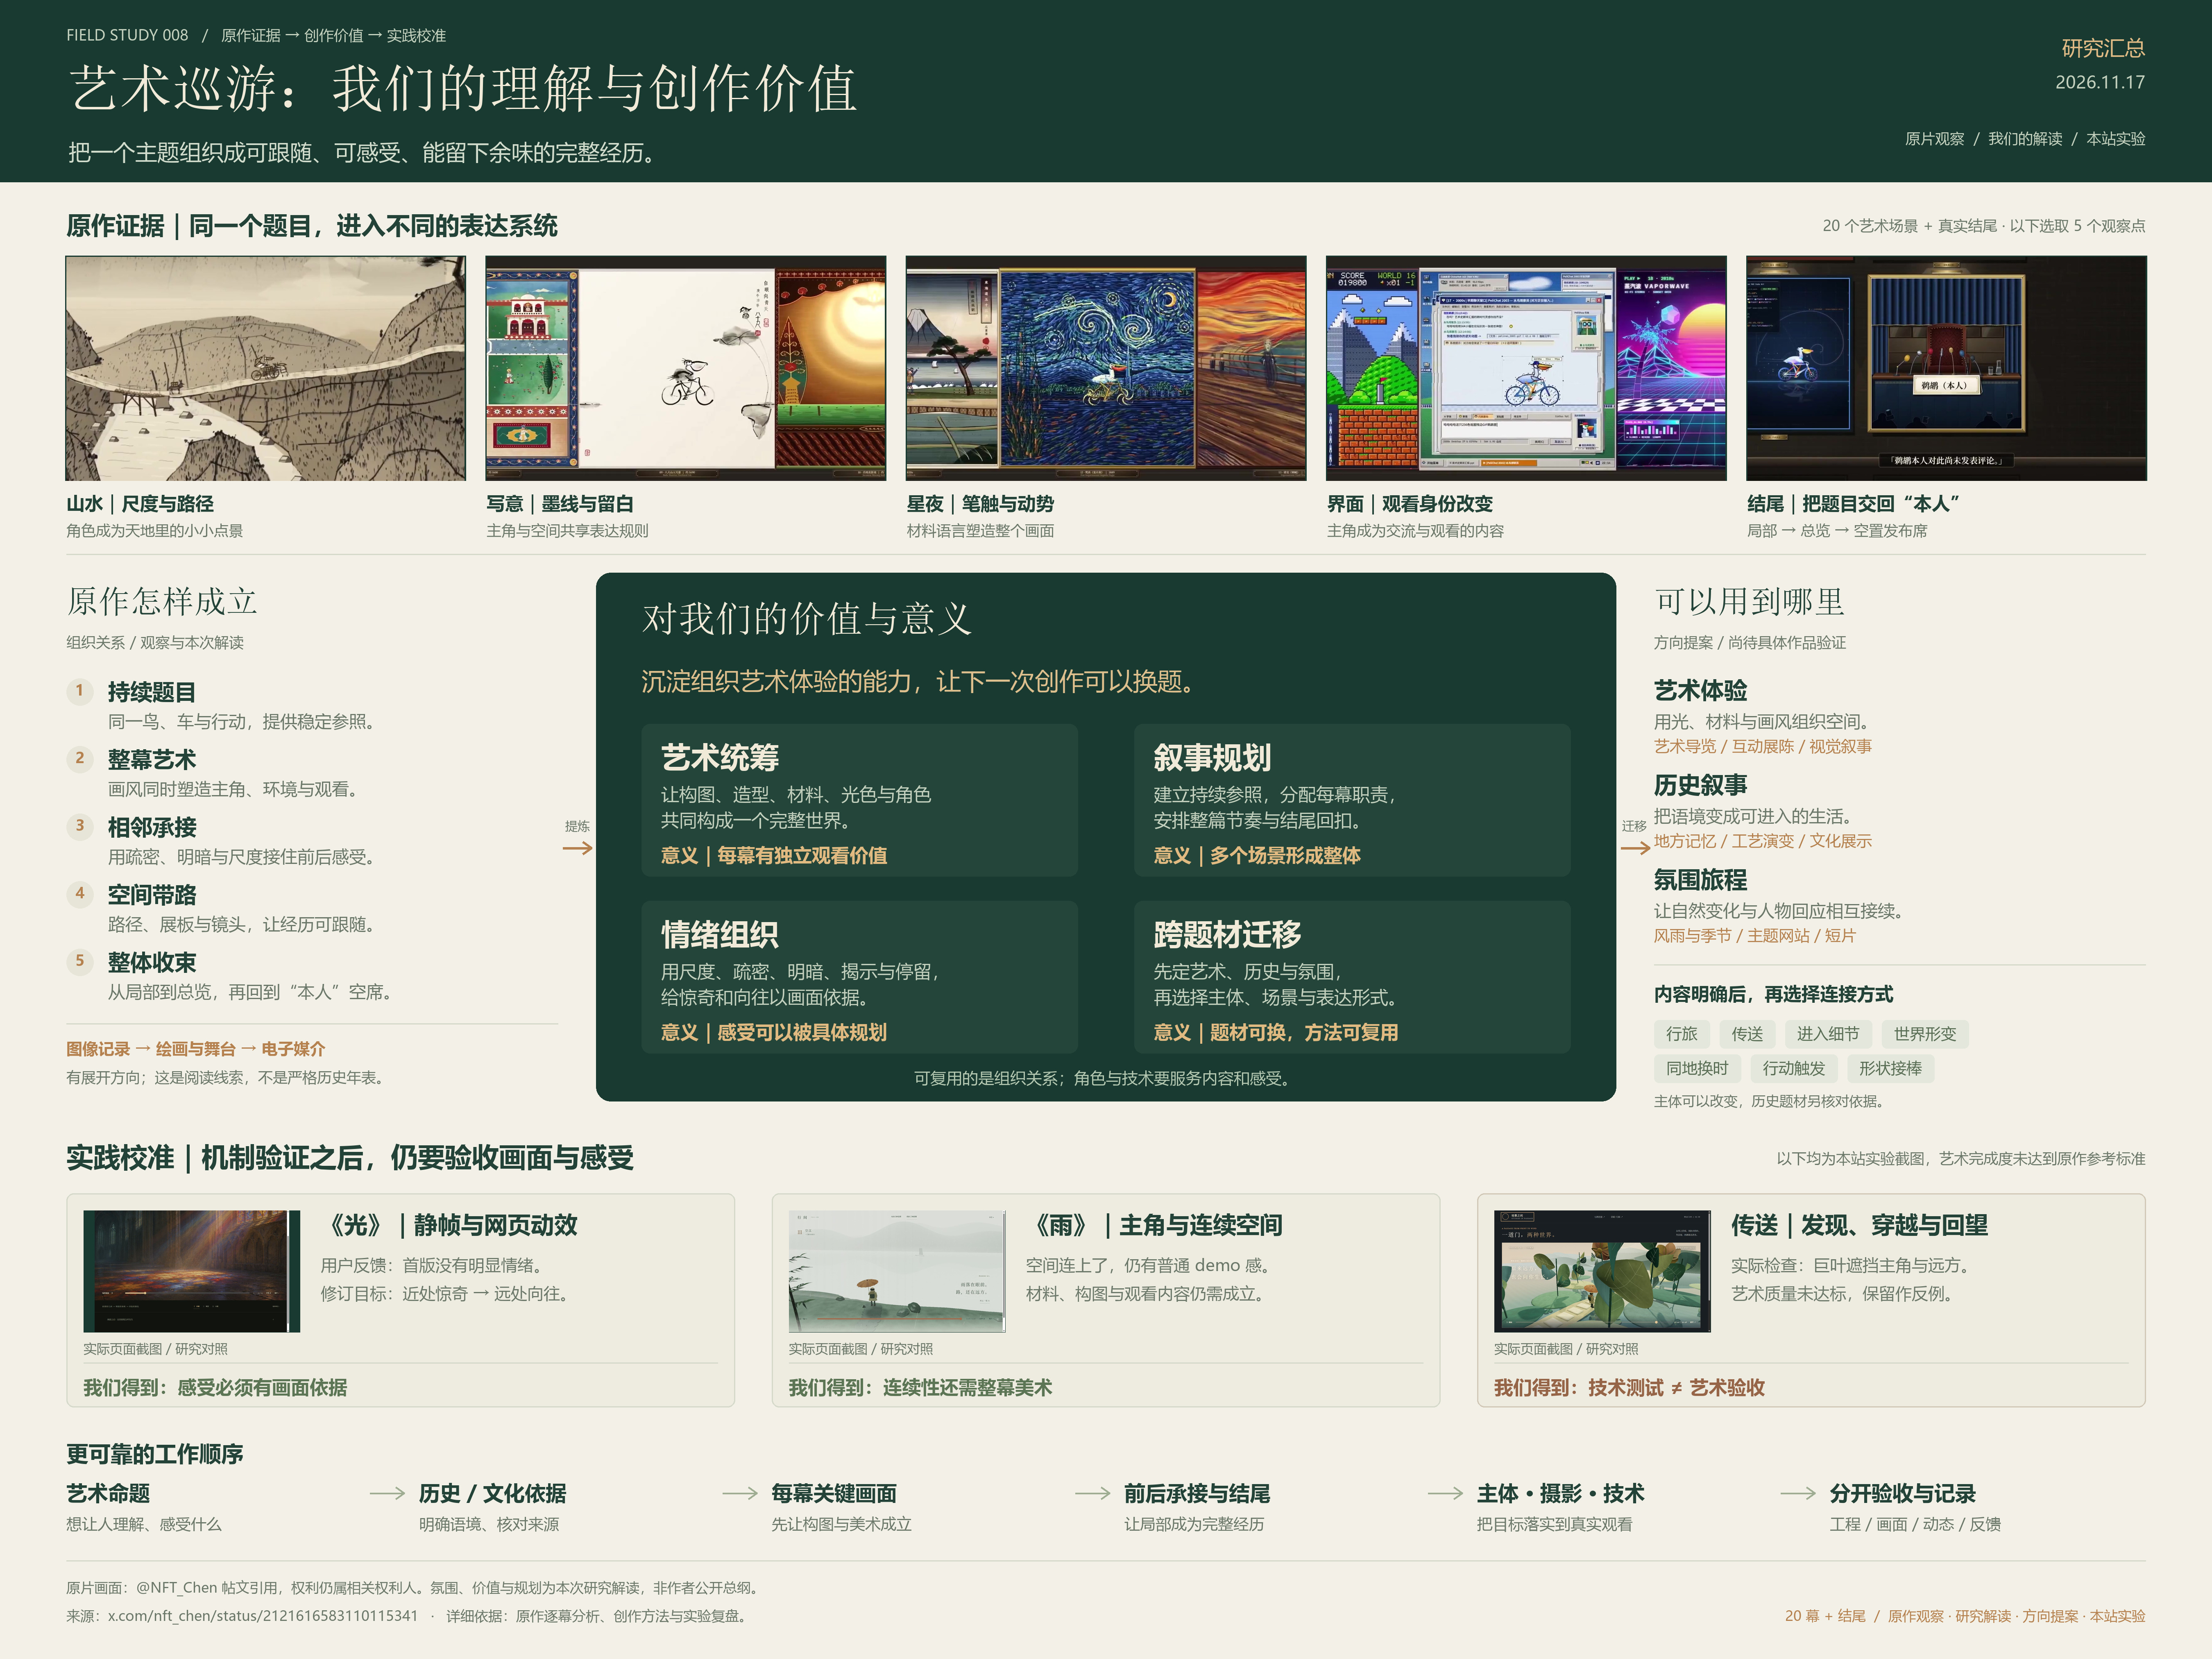 FIELD STUDY 008 / 原作证据 → 创作价值 → 实践校准
艺术巡游：我们的理解与创作价值
把一个主题组织成可跟随、可感受、能留下余味的完整经历。
研究汇总
2026.11.17
原片观察 / 我们的解读 / 本站实验
原作证据｜同一个题目，进入不同的表达系统
20 个艺术场景 + 真实结尾 · 以下选取 5 个观察点
SCORE
019800
WORLD 16
×01 -1
蒸汽波 VAPORWAVE
鹈鹕（本人）
「鹈鹕本人对此尚未发表评论。」
山水｜尺度与路径
角色成为天地里的小小点景
写意｜墨线与留白
主角与空间共享表达规则
星夜｜笔触与动势
材料语言塑造整个画面
界面｜观看身份改变
主角成为交流与观看的内容
结尾｜把题目交回“本人”
局部 → 总览 → 空置发布席
原作怎样成立
组织关系 / 观察与本次解读
1 持续题目
同一鸟、车与行动，提供稳定参照。
2 整幕艺术
画风同时塑造主角、环境与观看。
3 相邻承接
用疏密、明暗与尺度接住前后感受。
4 空间带路
路径、展板与镜头，让经历可跟随。
5 整体收束
从局部到总览，再回到“本人”空席。
图像记录 → 绘画与舞台 → 电子媒介
有展开方向；这是阅读线索，不是严格历史年表。
提炼
对我们的价值与意义
沉淀组织艺术体验的能力，让下一次创作可以换题。
艺术统筹
让构图、造型、材料、光色与角色
共同构成一个完整世界。
意义｜每幕有独立观看价值
叙事规划
建立持续参照，分配每幕职责，
安排整篇节奏与结尾回扣。
意义｜多个场景形成整体
情绪组织
用尺度、疏密、明暗、揭示与停留，
给惊奇和向往以画面依据。
意义｜感受可以被具体规划
跨题材迁移
先定艺术、历史与氛围，
再选择主体、场景与表达形式。
意义｜题材可换，方法可复用
可复用的是组织关系；角色与技术要服务内容和感受。
迁移
可以用到哪里
方向提案 / 尚待具体作品验证
艺术体验
用光、材料与画风组织空间。
艺术导览 / 互动展陈 / 视觉叙事
历史叙事
把语境变成可进入的生活。
地方记忆 / 工艺演变 / 文化展示
氛围旅程
让自然变化与人物回应相互接续。
风雨与季节 / 主题网站 / 短片
内容明确后，再选择连接方式
行旅 传送 进入细节 世界形变
同地换时 行动触发 形状接棒
主体可以改变，历史题材另核对依据。
实践校准｜机制验证之后，仍要验收画面与感受
以下均为本站实验截图，艺术完成度未达到原作参考标准
《光》｜静帧与网页动效
用户反馈：首版没有明显情绪。
修订目标：近处惊奇 → 远处向往。
实际页面截图 / 研究对照
我们得到：感受必须有画面依据
《雨》｜主角与连续空间
空间连上了，仍有普通 demo 感。
材料、构图与观看内容仍需成立。
实际页面截图 / 研究对照
我们得到：连续性还需整幕美术
一道门，两种世界。
传送｜发现、穿越与回望
实际检查：巨叶遮挡主角与远方。
艺术质量未达标，保留作反例。
实际页面截图 / 研究对照
我们得到：技术测试 ≠ 艺术验收
更可靠的工作顺序
艺术命题 → 历史 / 文化依据 → 每幕关键画面 → 前后承接与结尾 → 主体・摄影・技术 → 分开验收与记录
想让人理解、感受什么 明确语境、核对来源 先让构图与美术成立 让局部成为完整经历 把目标落实到真实观看 工程 / 画面 / 动态 / 反馈
原片画面：@NFT_Chen 帖文引用，权利仍属相关权利人。氛围、价值与规划为本次研究解读，非作者公开总纲。
来源：x.com/nft_chen/status/2121616583110115341 · 详细依据：原作逐幕分析、创作方法与实验复盘。
20 幕 + 结尾 / 原作观察 · 研究解读 · 方向提案 · 本站实验